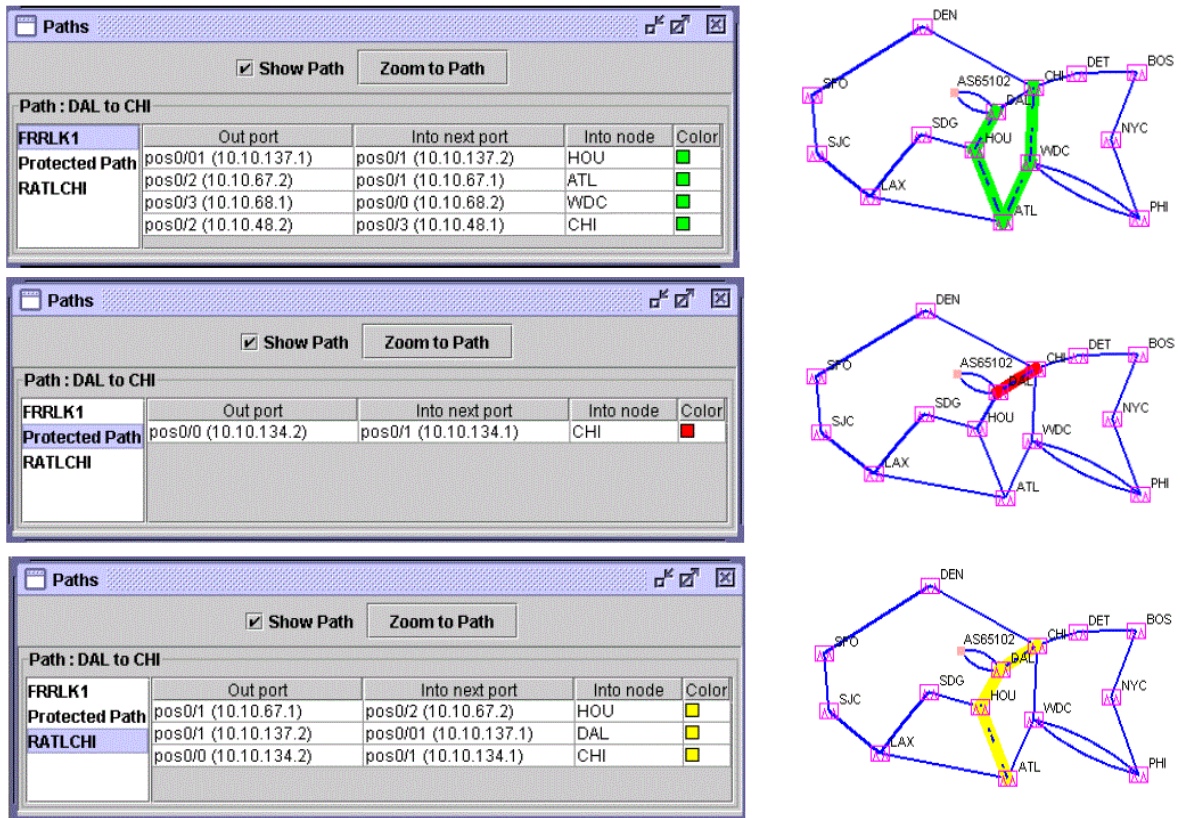 Paths
Show Path Zoom to Path
Path : DAL to CHI
FRRLK1
Protected Path
RATLCHI
Out port Into next port Into node Color
pos0/01 (10.10.137.1) pos0/1 (10.10.137.2) HOU
pos0/2 (10.10.67.2) pos0/1 (10.10.67.1) ATL
pos0/3 (10.10.68.1) pos0/0 (10.10.68.2) WDC
pos0/2 (10.10.48.2) pos0/3 (10.10.48.1) CHI
DEN
DET
BOS
CHI
SFO
AS65102
DAL
SDG
NYC
SJC
HOU
WDC
LAX
ATL
PHI
Paths
Show Path Zoom to Path
Path : DAL to CHI
FRRLK1
Protected Path
RATLCHI
Out port Into next port Into node Color
pos0/0 (10.10.134.2) pos0/1 (10.10.134.1) CHI
DEN
DET
BOS
CHI
SFO
AS65102
DAL
SDG
NYC
HOU
SJC
WDC
LAX
ATL
PHI
Paths
Show Path Zoom to Path
Path : DAL to CHI
FRRLK1
Protected Path
RATLCHI
Out port Into next port Into node Color
pos0/1 (10.10.67.1) pos0/2 (10.10.67.2) HOU
pos0/1 (10.10.137.2) pos0/01 (10.10.137.1) DAL
pos0/0 (10.10.134.2) pos0/1 (10.10.134.1) CHI
DEN
DET
BOS
CHI
SFO
AS65102
DAL
SDG
NYC
SJC
HOU
WDC
LAX
ATL
PHI